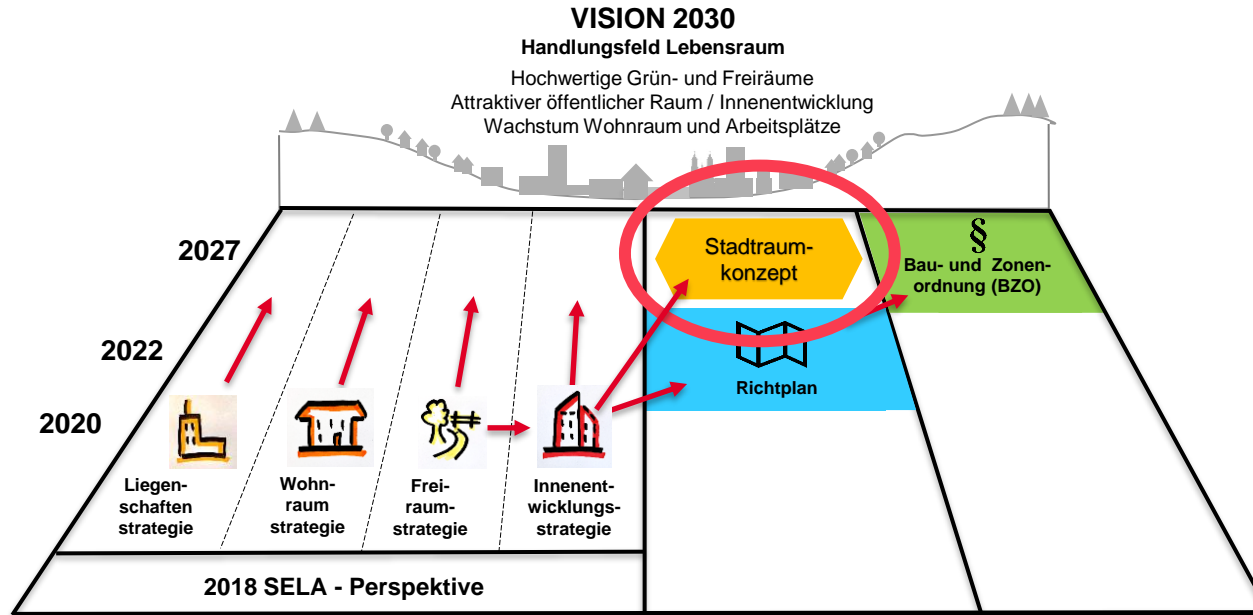 VISION 2030
Handlungsfeld Lebensraum
Hochwertige Grün- und Freiräume
Attraktiver öffentlicher Raum / Innenentwicklung
Wachstum Wohnraum und Arbeitsplätze
2027
2022
2020
Stadtraum-
konzept
§
Bau- und Zonen-
ordnung (BZO)
Richtplan
Liegen-
schaften
strategie
Wohn-
raum
strategie
Frei-
raum-
strategie
Innenent-
wicklungs-
strategie
2018 SELA - Perspektive